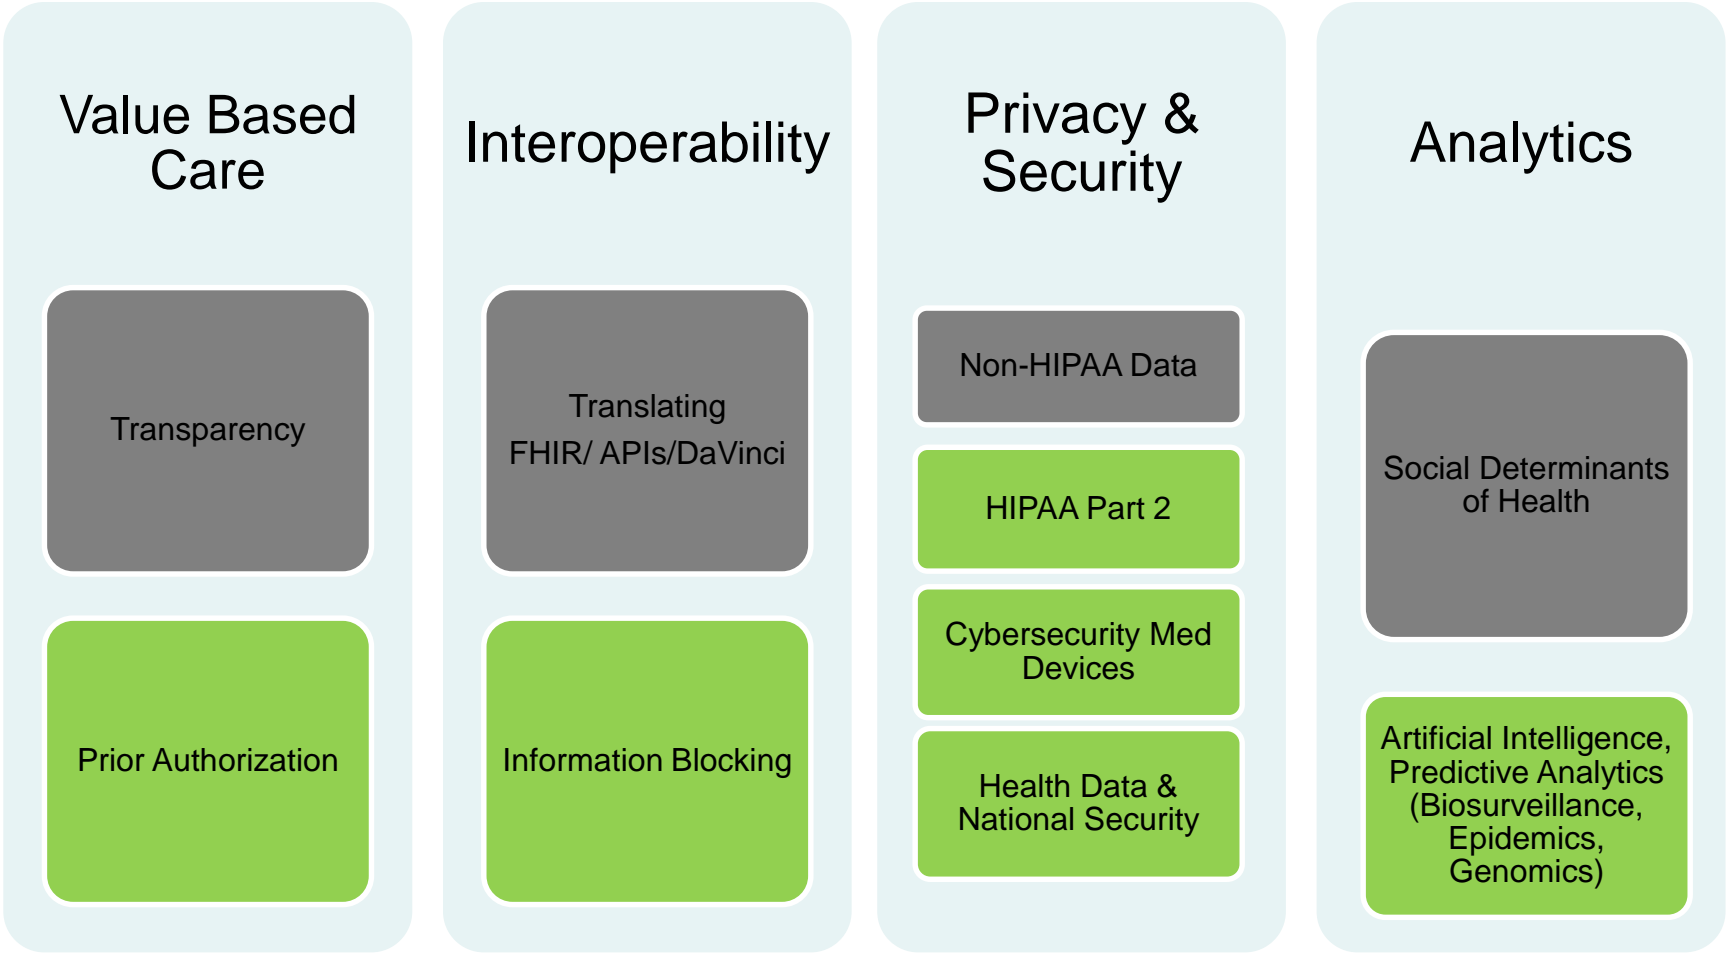 Value Based
Care
Transparency
Prior Authorization
Interoperability
Translating
FHIR/ APIs/DaVinci
Information Blocking
Privacy &
Security
Non-HIPAA Data
HIPAA Part 2
Cybersecurity Med
Devices
Health Data &
National Security
Analytics
Social Determinants
of Health
Artificial Intelligence,
Predictive Analytics
(Biosurveillance,
Epidemics,
Genomics)